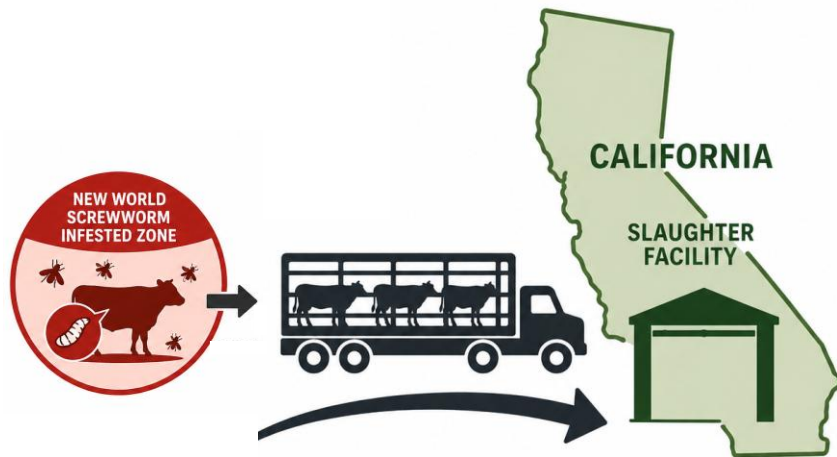 NEW WORLD
SCREWWORM
INFESTED ZONE
CALIFORNIA
SLAUGHTER
FACILITY